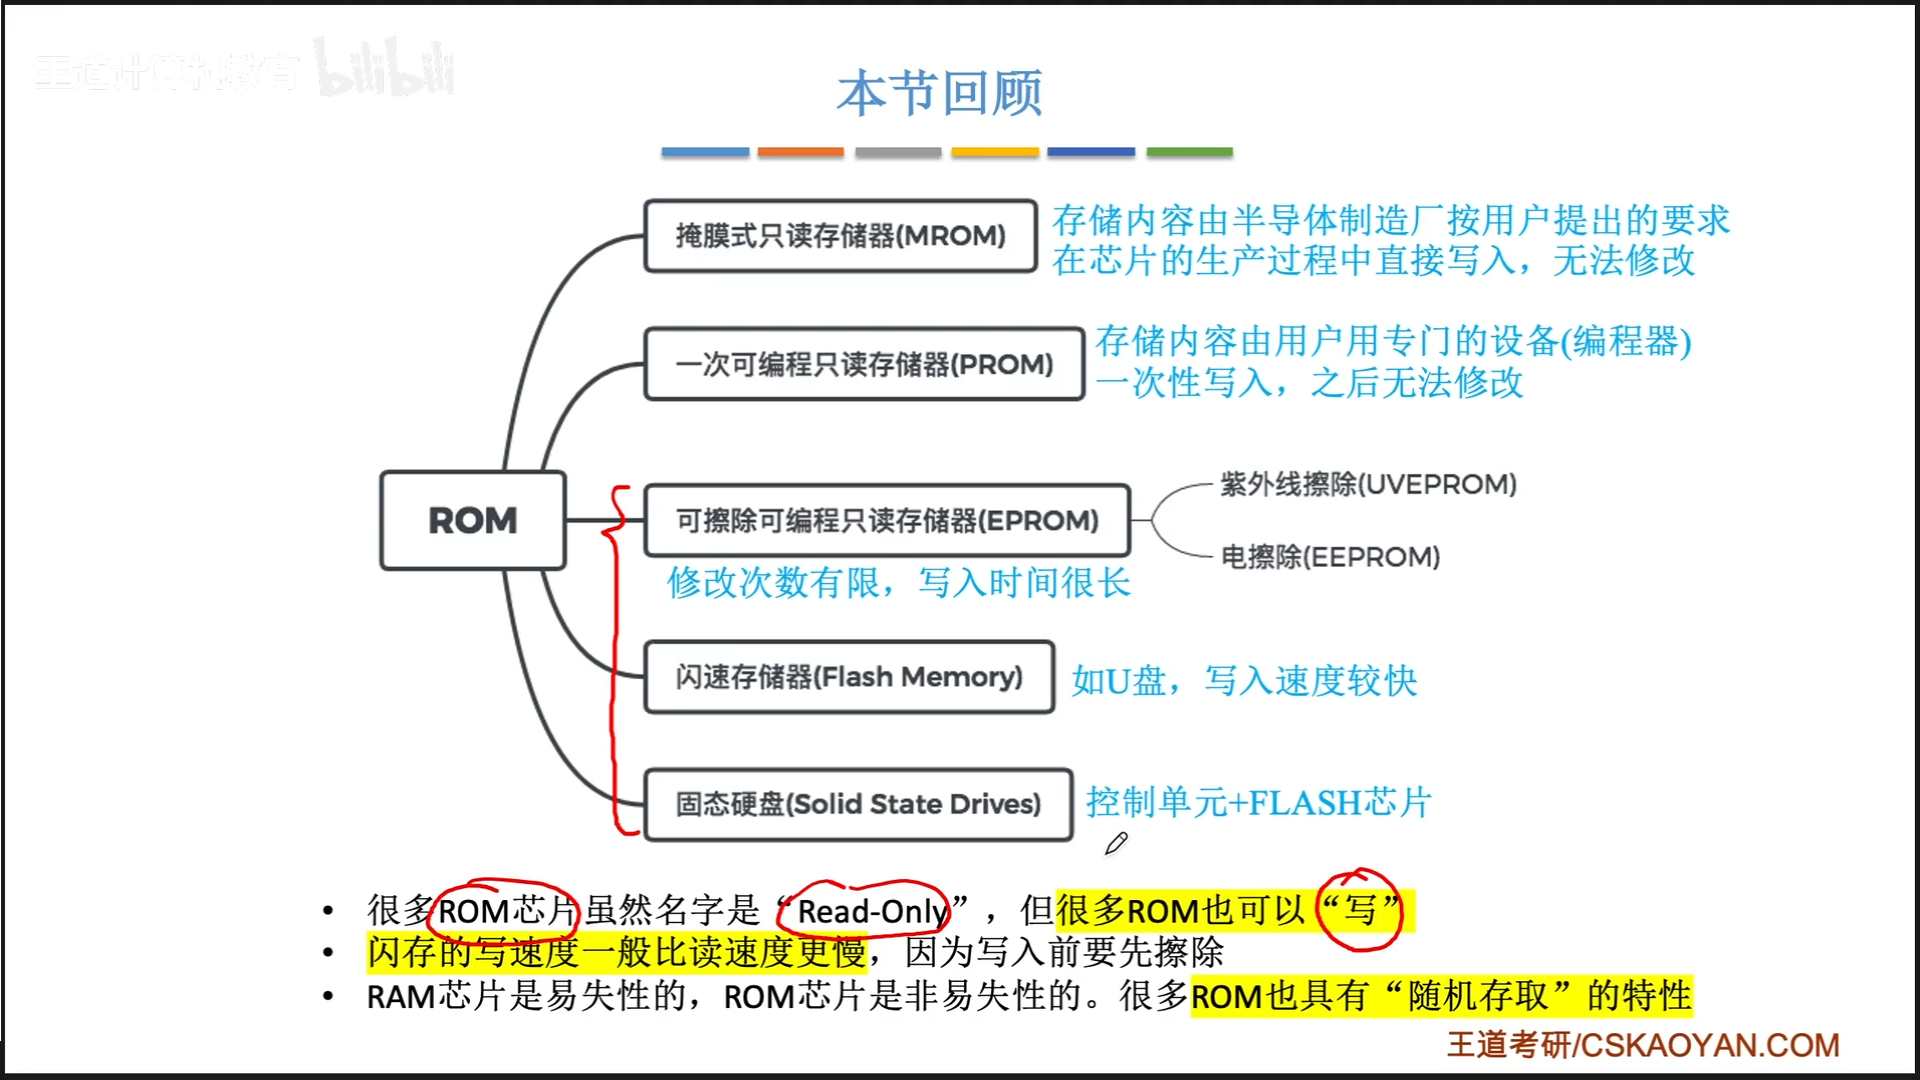 王道计算机教育 bilibili
本节回顾
掩膜式只读存储器(MROM)
存储内容由半导体制造厂按用户提出的要求
在芯片的生产过程中直接写入，无法修改
一次可编程只读存储器(PROM)
存储内容由用户用专门的设备(编程器)
一次性写入，之后无法修改
ROM
可擦除可编程只读存储器(EPROM)
紫外线擦除(UVEPROM)
电擦除(EEPROM)
修改次数有限，写入时间很长
闪速存储器(Flash Memory)
如U盘，写入速度较快
固态硬盘(Solid State Drives)
控制单元+FLASH芯片
• 很多ROM芯片虽然名字是“Read-Only”，但很多ROM也可以“写”
• 闪存的写速度一般比读速度更慢，因为写入前要先擦除
• RAM芯片是易失性的，ROM芯片是非易失性的。很多ROM也具有“随机存取”的特性
王道考研/CSKAOYAN.COM